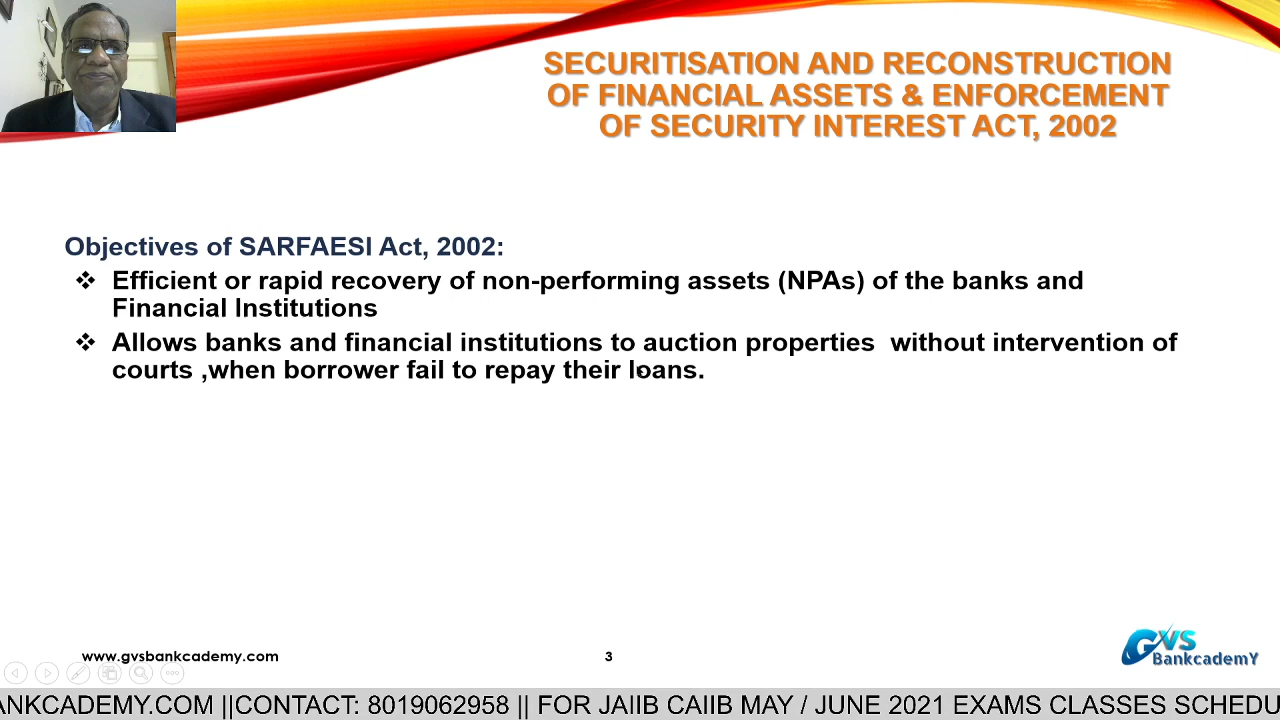 SECURITISATION AND RECONSTRUCTION
OF FINANCIAL ASSETS & ENFORCEMENT
OF SECURITY INTEREST ACT, 2002
Objectives of SARFAESI Act, 2002:
❖ Efficient or rapid recovery of non-performing assets (NPAs) of the banks and
Financial Institutions
❖ Allows banks and financial institutions to auction properties without intervention of
courts ,when borrower fail to repay their loans.
www.gvsbankcademy.com
3
GVS
BankcademY
ANKCADEMY.COM ||CONTACT: 8019062958 || FOR JAIIB CAIIB MAY / JUNE 2021 EXAMS CLASSES SCHEDU